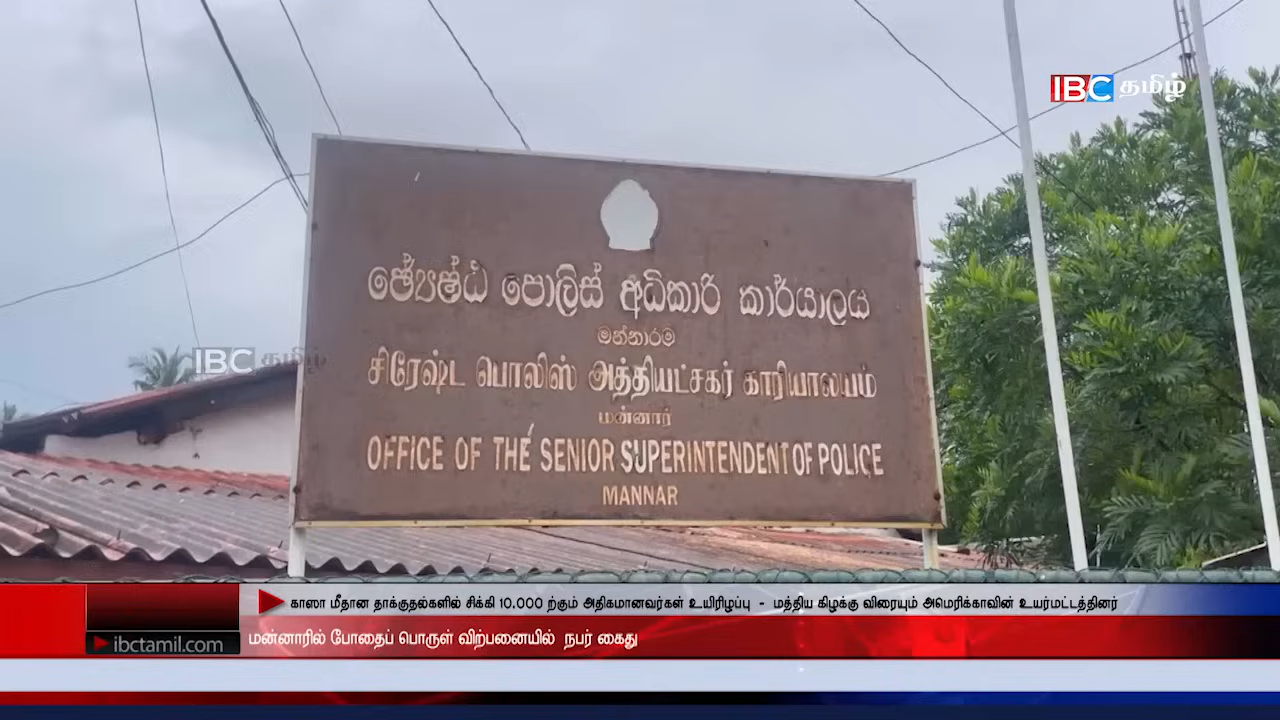 IBC தமிழ்
ජ්‍යේෂ්ඨ පොලිස් අධිකාරි කාර්යාලය
මන්නාරම
IBC தமிழ்
சிரேஷ்ட பொலிஸ் அத்தியட்சகர் காரியாலயம்
மன்னார்
OFFICE OF THE SENIOR SUPERINTENDENT OF POLICE
MANNAR
காஸா மீதான தாக்குதல்களில் சிக்கி 10.000 ற்கும் அதிகமானவர்கள் உயிரிழப்பு - மத்திய கிழக்கு விரையும் அமெரிக்காவின் உயர்மட்டத்தினர்
மன்னாரில் போதைப் பொருள் விற்பனையில் நபர் கைது
ibctamil.com